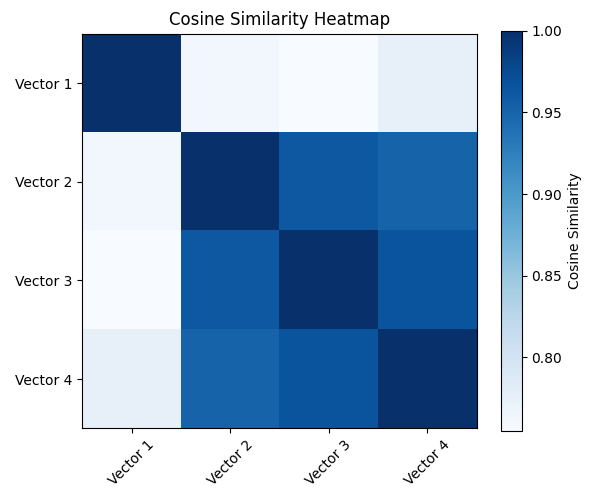 Cosine Similarity Heatmap
Vector 1
Vector 2
Vector 3
Vector 4
Vector 1
Vector 2
Vector 3
Vector 4
1.00
0.95
0.90
0.85
0.80
Cosine Similarity